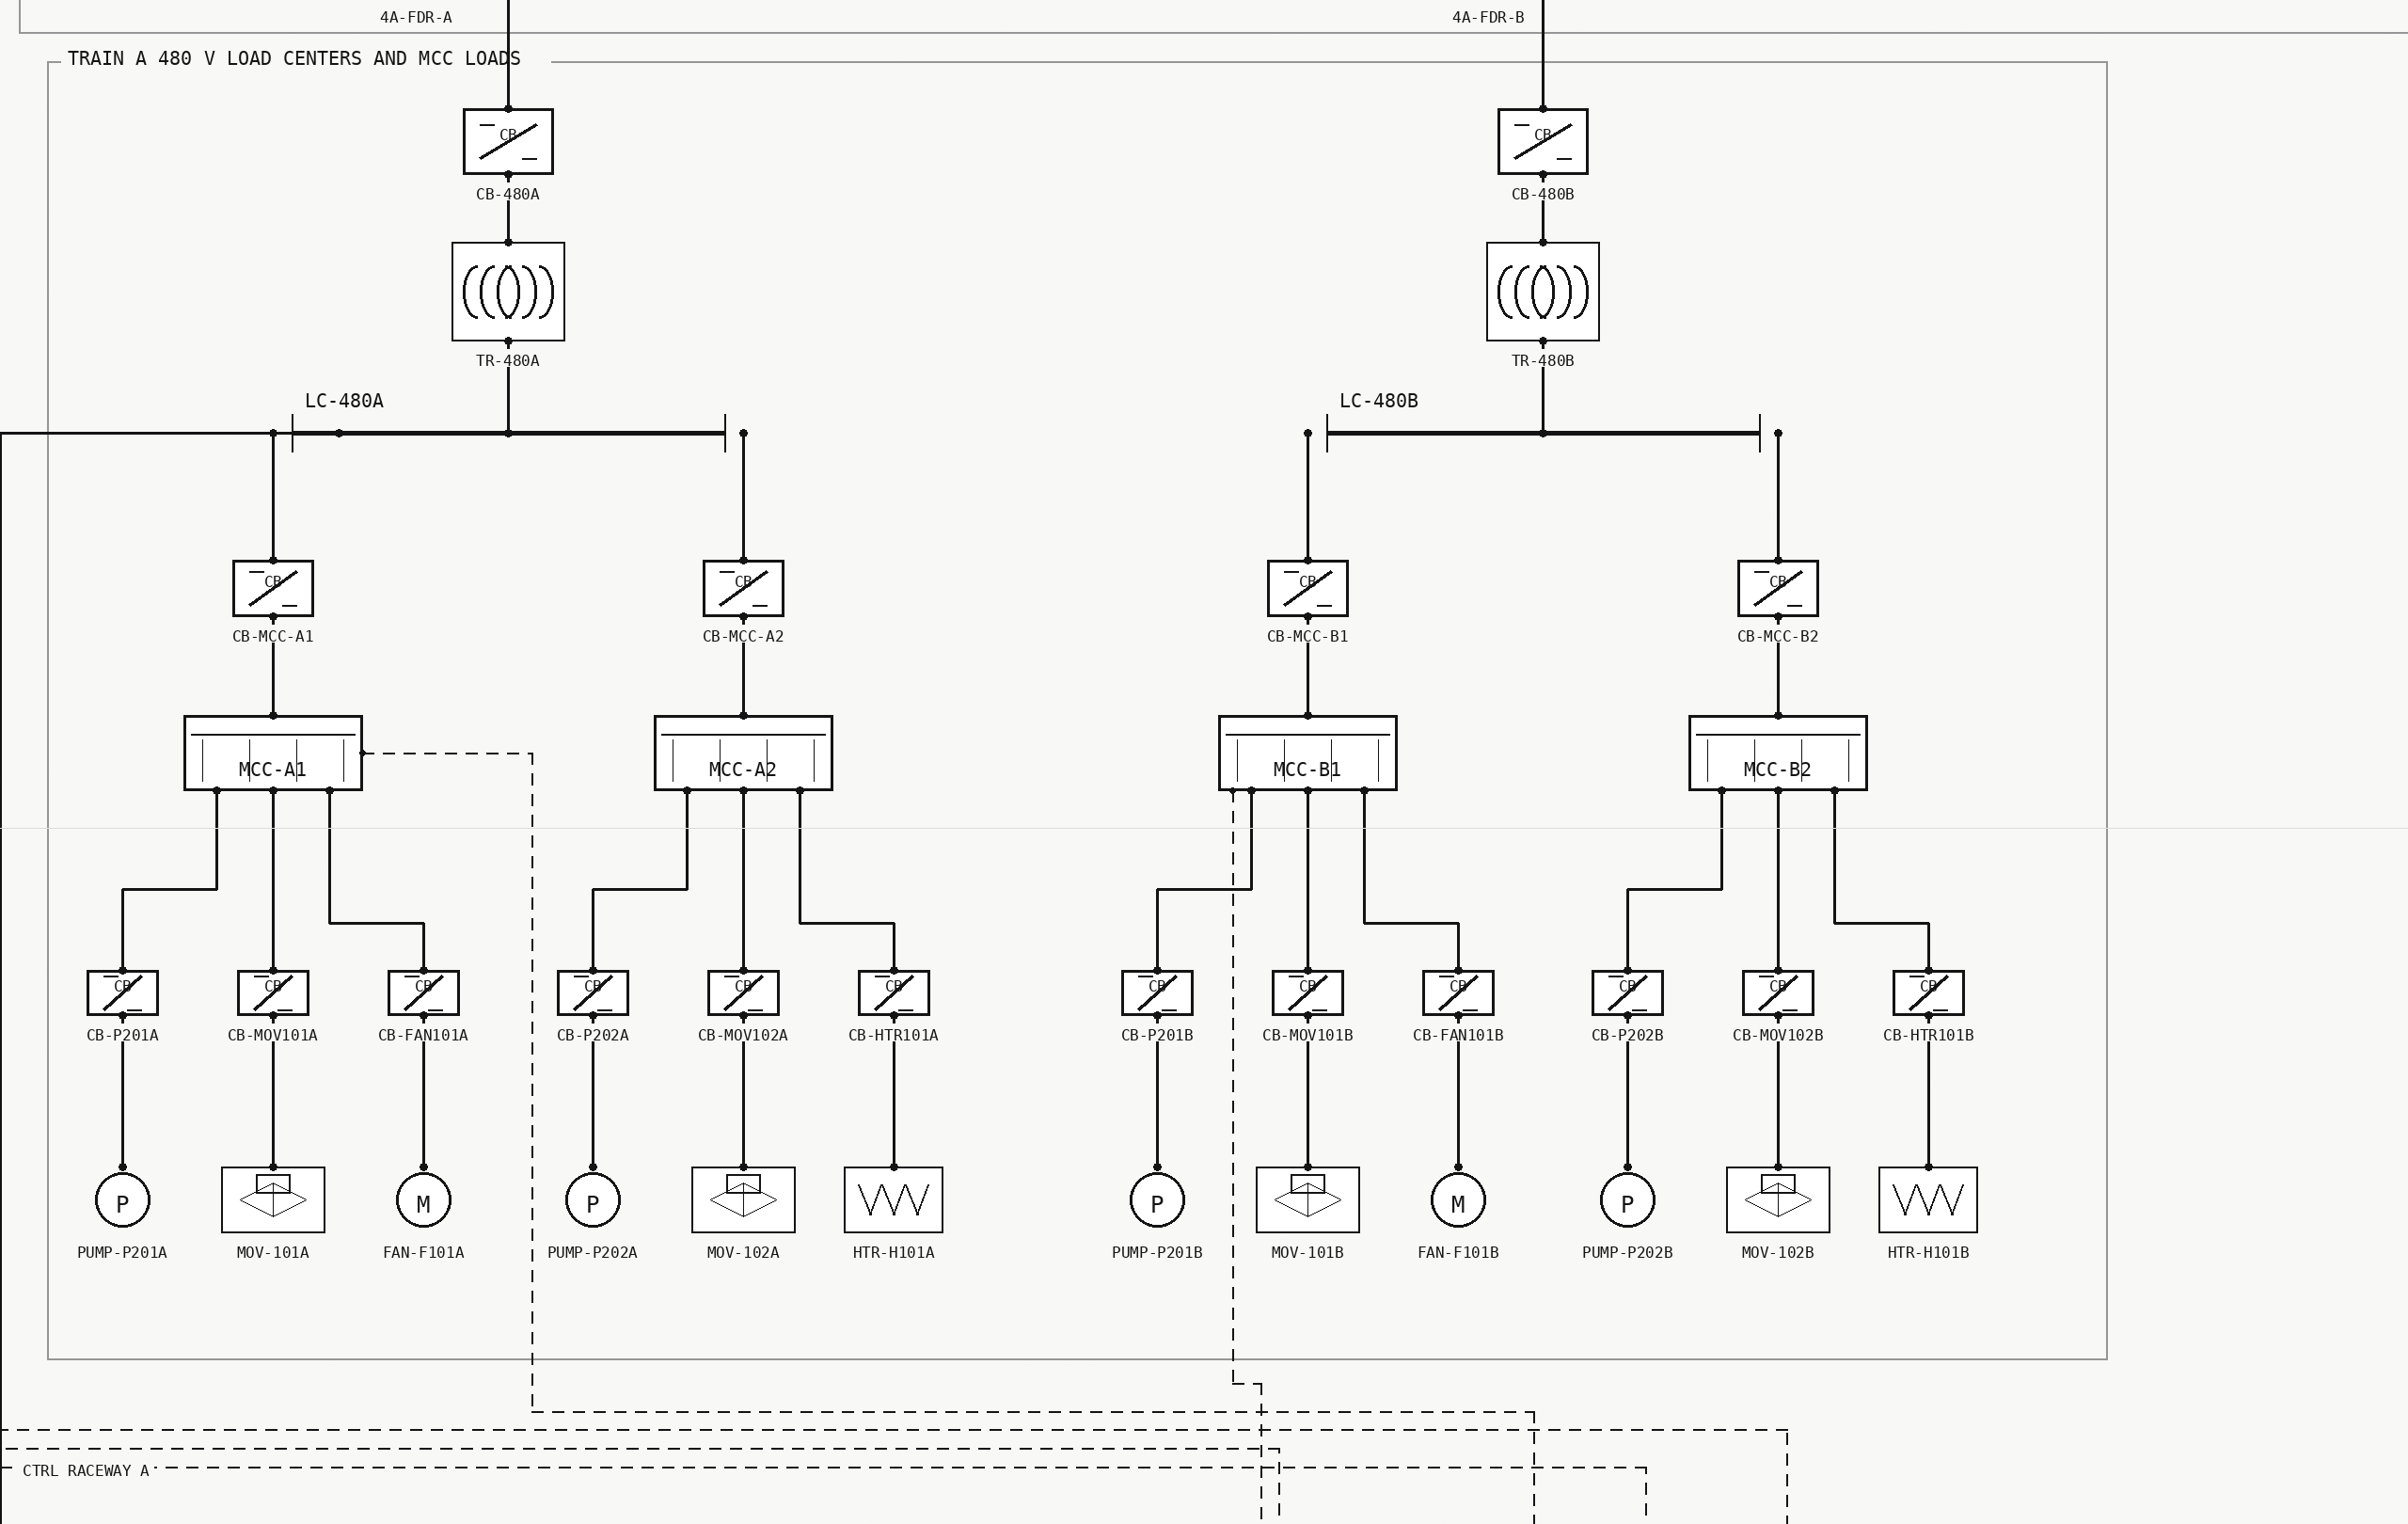 4A-FDR-A
4A-FDR-B
TRAIN A 480 V LOAD CENTERS AND MCC LOADS
CB
CB
CB-480A
CB-480B
TR-480A
TR-480B
LC-480A
LC-480B
CB
CB
CB
CB
CB-MCC-A1
CB-MCC-A2
CB-MCC-B1
CB-MCC-B2
MCC-A1
MCC-A2
MCC-B1
MCC-B2
CB
CB
CB
CB
CB
CB
CB
CB
CB
CB
CB
CB
CB-P201A
CB-MOV101A
CB-FAN101A
CB-P202A
CB-MOV102A
CB-HTR101A
CB-P201B
CB-MOV101B
CB-FAN101B
CB-P202B
CB-MOV102B
CB-HTR101B
P
M
P
P
M
P
PUMP-P201A
MOV-101A
FAN-F101A
PUMP-P202A
MOV-102A
HTR-H101A
PUMP-P201B
MOV-101B
FAN-F101B
PUMP-P202B
MOV-102B
HTR-H101B
CTRL RACEWAY A